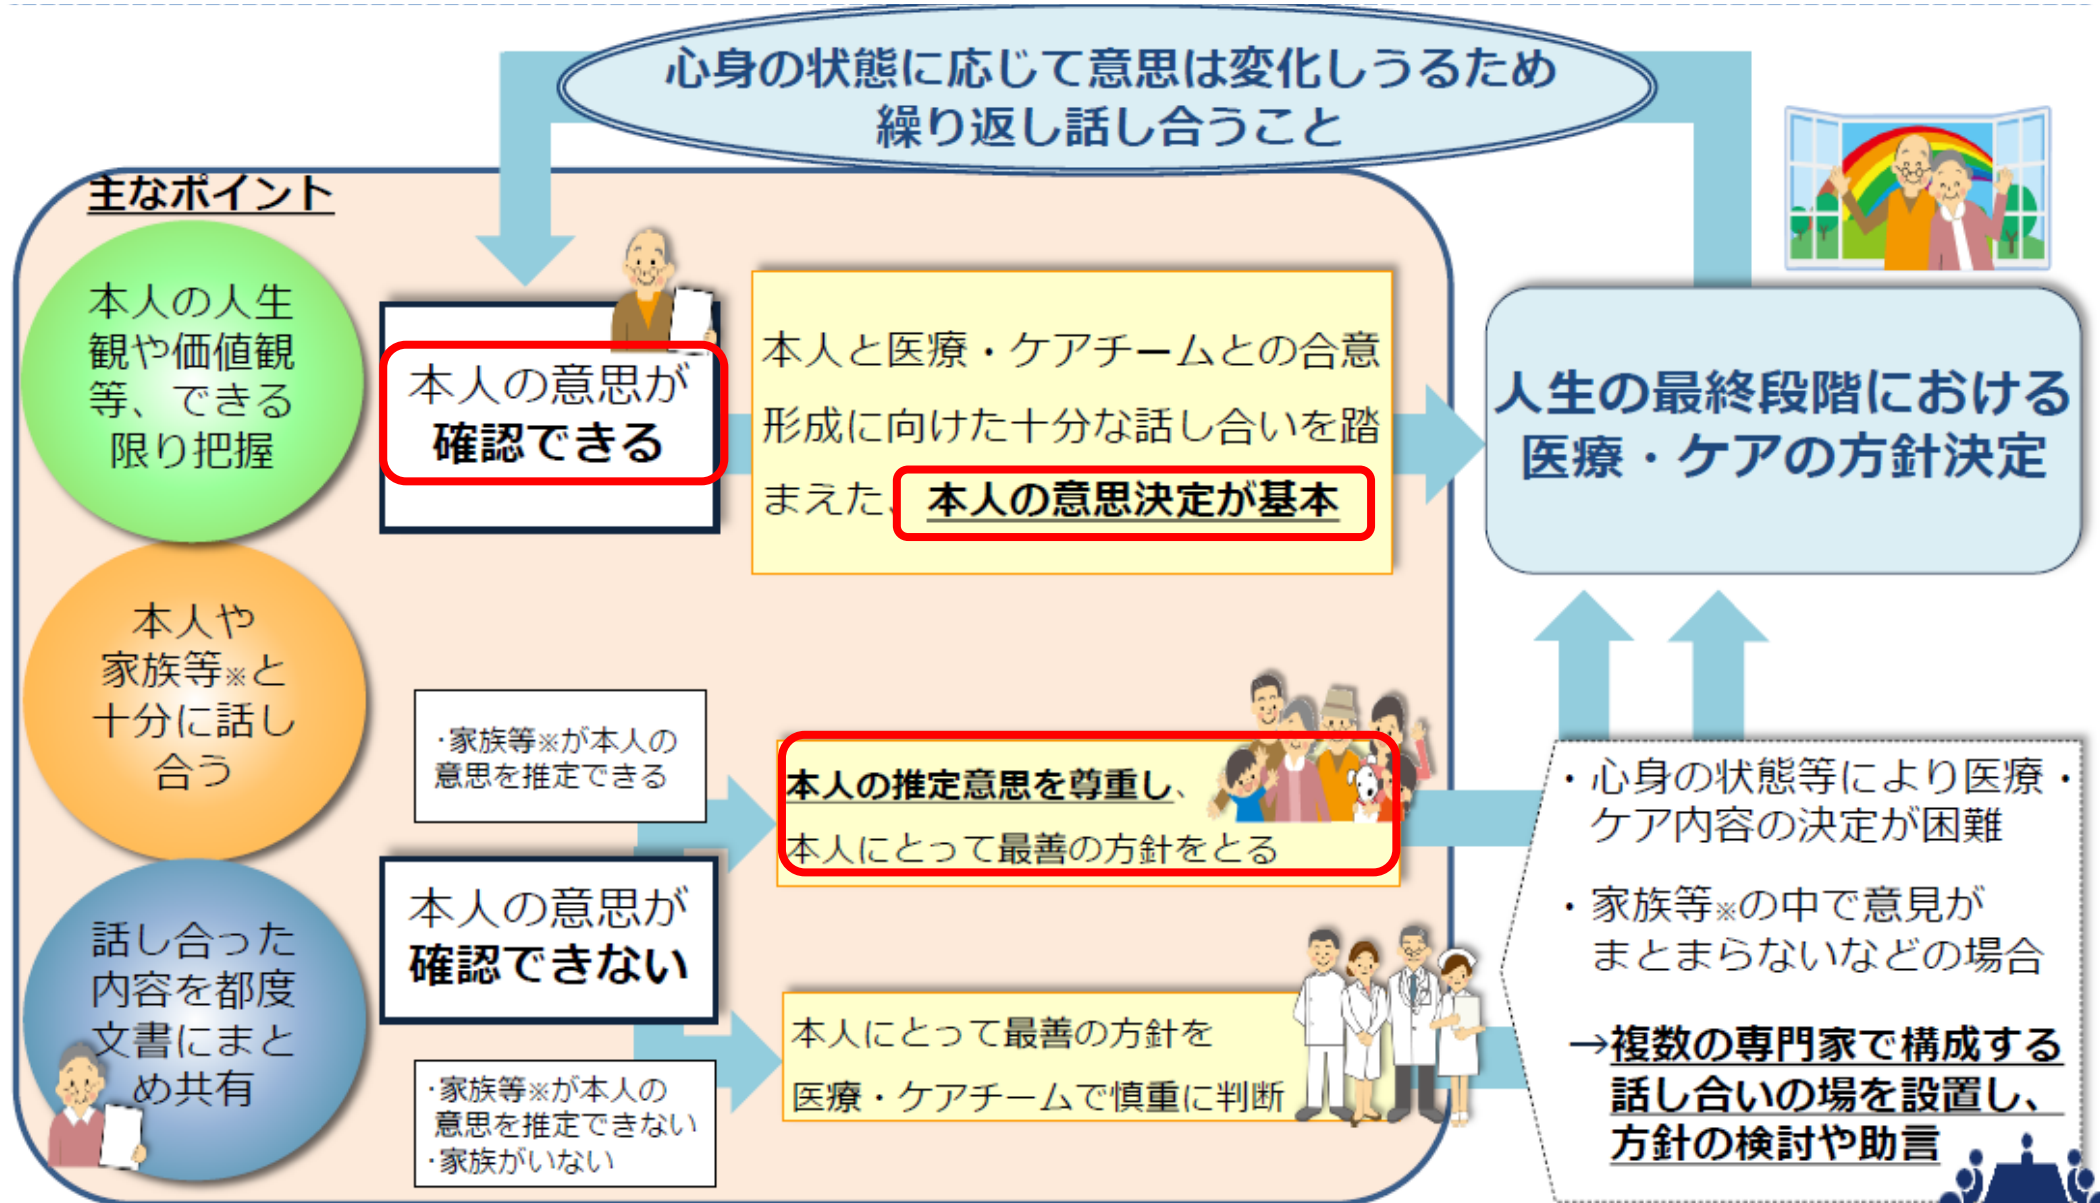 心身の状態に応じて意思は変化しうるため
繰り返し話し合うこと
主なポイント
本人の人生
観や価値観
等、できる
限り把握
本人や
家族等※と
十分に話し
合う
話し合った
内容を都度
文書にまと
め共有
本人の意思が
確認できる
本人と医療・ケアチームとの合意
形成に向けた十分な話し合いを踏
まえた、本人の意思決定が基本
人生の最終段階における
医療・ケアの方針決定
・家族等※が本人の
意思を推定できる
本人の推定意思を尊重し、
本人にとって最善の方針をとる
本人の意思が
確認できない
・家族等※が本人の
意思を推定できない
・家族がいない
本人にとって最善の方針を
医療・ケアチームで慎重に判断
・心身の状態等により医療・
ケア内容の決定が困難
・家族等※の中で意見が
まとまらないなどの場合
→複数の専門家で構成する
話し合いの場を設置し、
方針の検討や助言